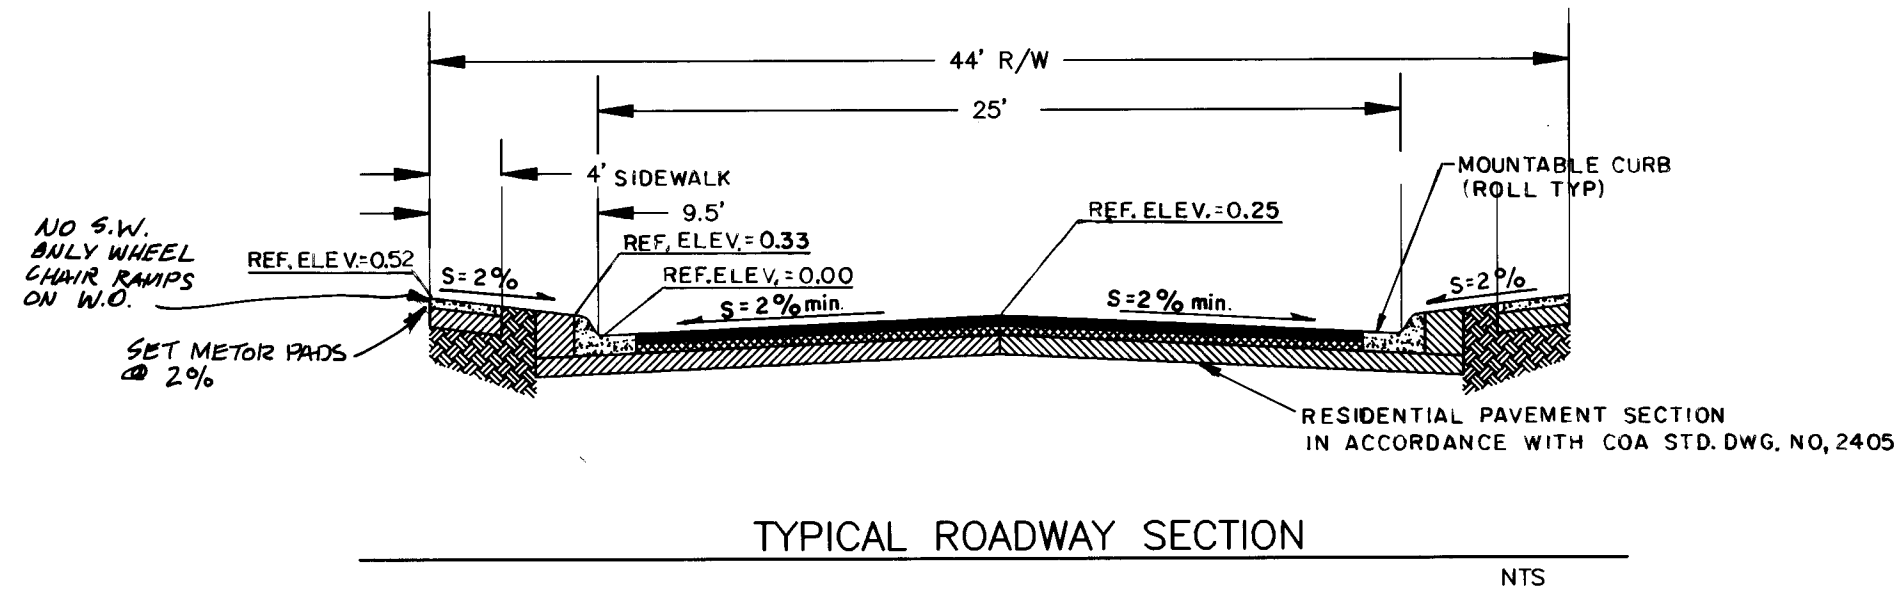 44' R/W
25'
4' SIDEWALK
9.5'
MOUNTABLE CURB
(ROLL TYP)
NO S.W.
ONLY WHEEL
CHAIR RAMPS
ON W.O.
REF. ELEV.=0.52
REF. ELEV.=0.33
REF. ELEV.=0.00
REF. ELEV.=0.25
S=2%
S=2% min.
S=2% min.
S=2%
SET METOR PADS
@ 2%
RESIDENTIAL PAVEMENT SECTION
IN ACCORDANCE WITH COA STD. DWG. NO, 2405
TYPICAL ROADWAY SECTION
NTS